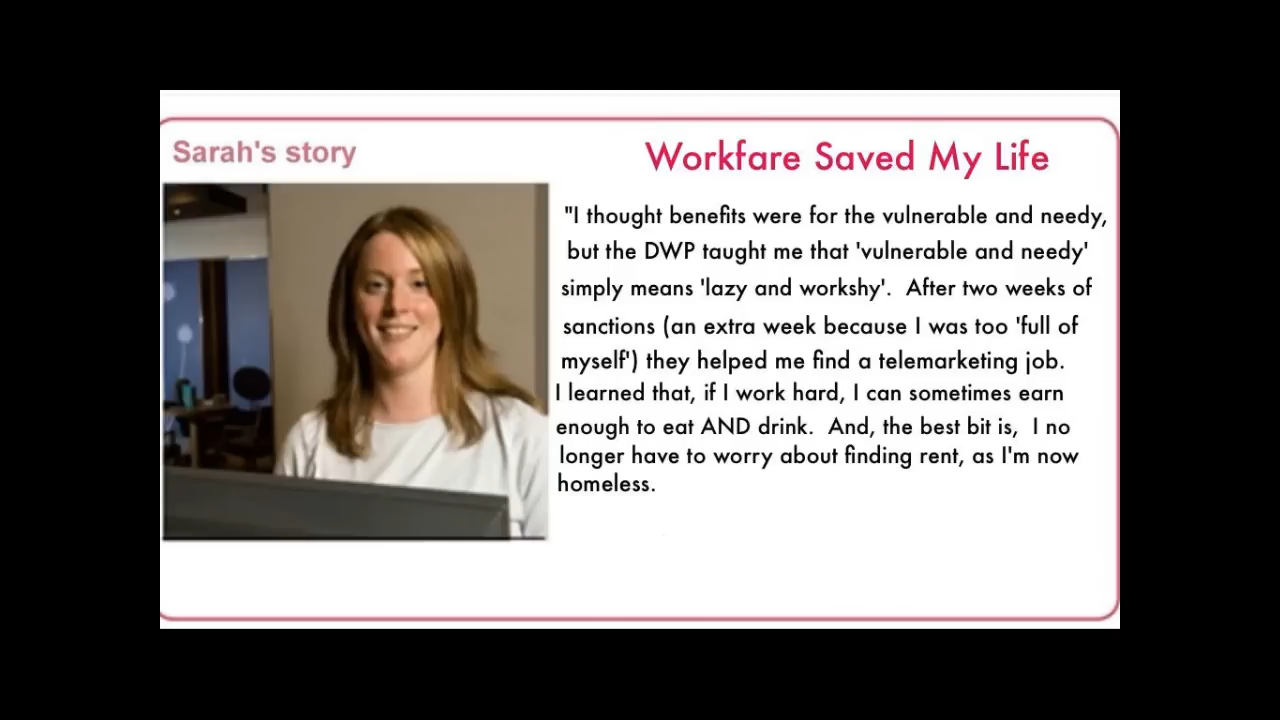 Sarah's story
Workfare Saved My Life
"I thought benefits were for the vulnerable and needy,
but the DWP taught me that 'vulnerable and needy'
simply means 'lazy and workshy'.  After two weeks of
sanctions (an extra week because I was too 'full of
myself') they helped me find a telemarketing job.
I learned that, if I work hard, I can sometimes earn
enough to eat AND drink.  And, the best bit is,  I no
longer have to worry about finding rent, as I'm now
homeless.